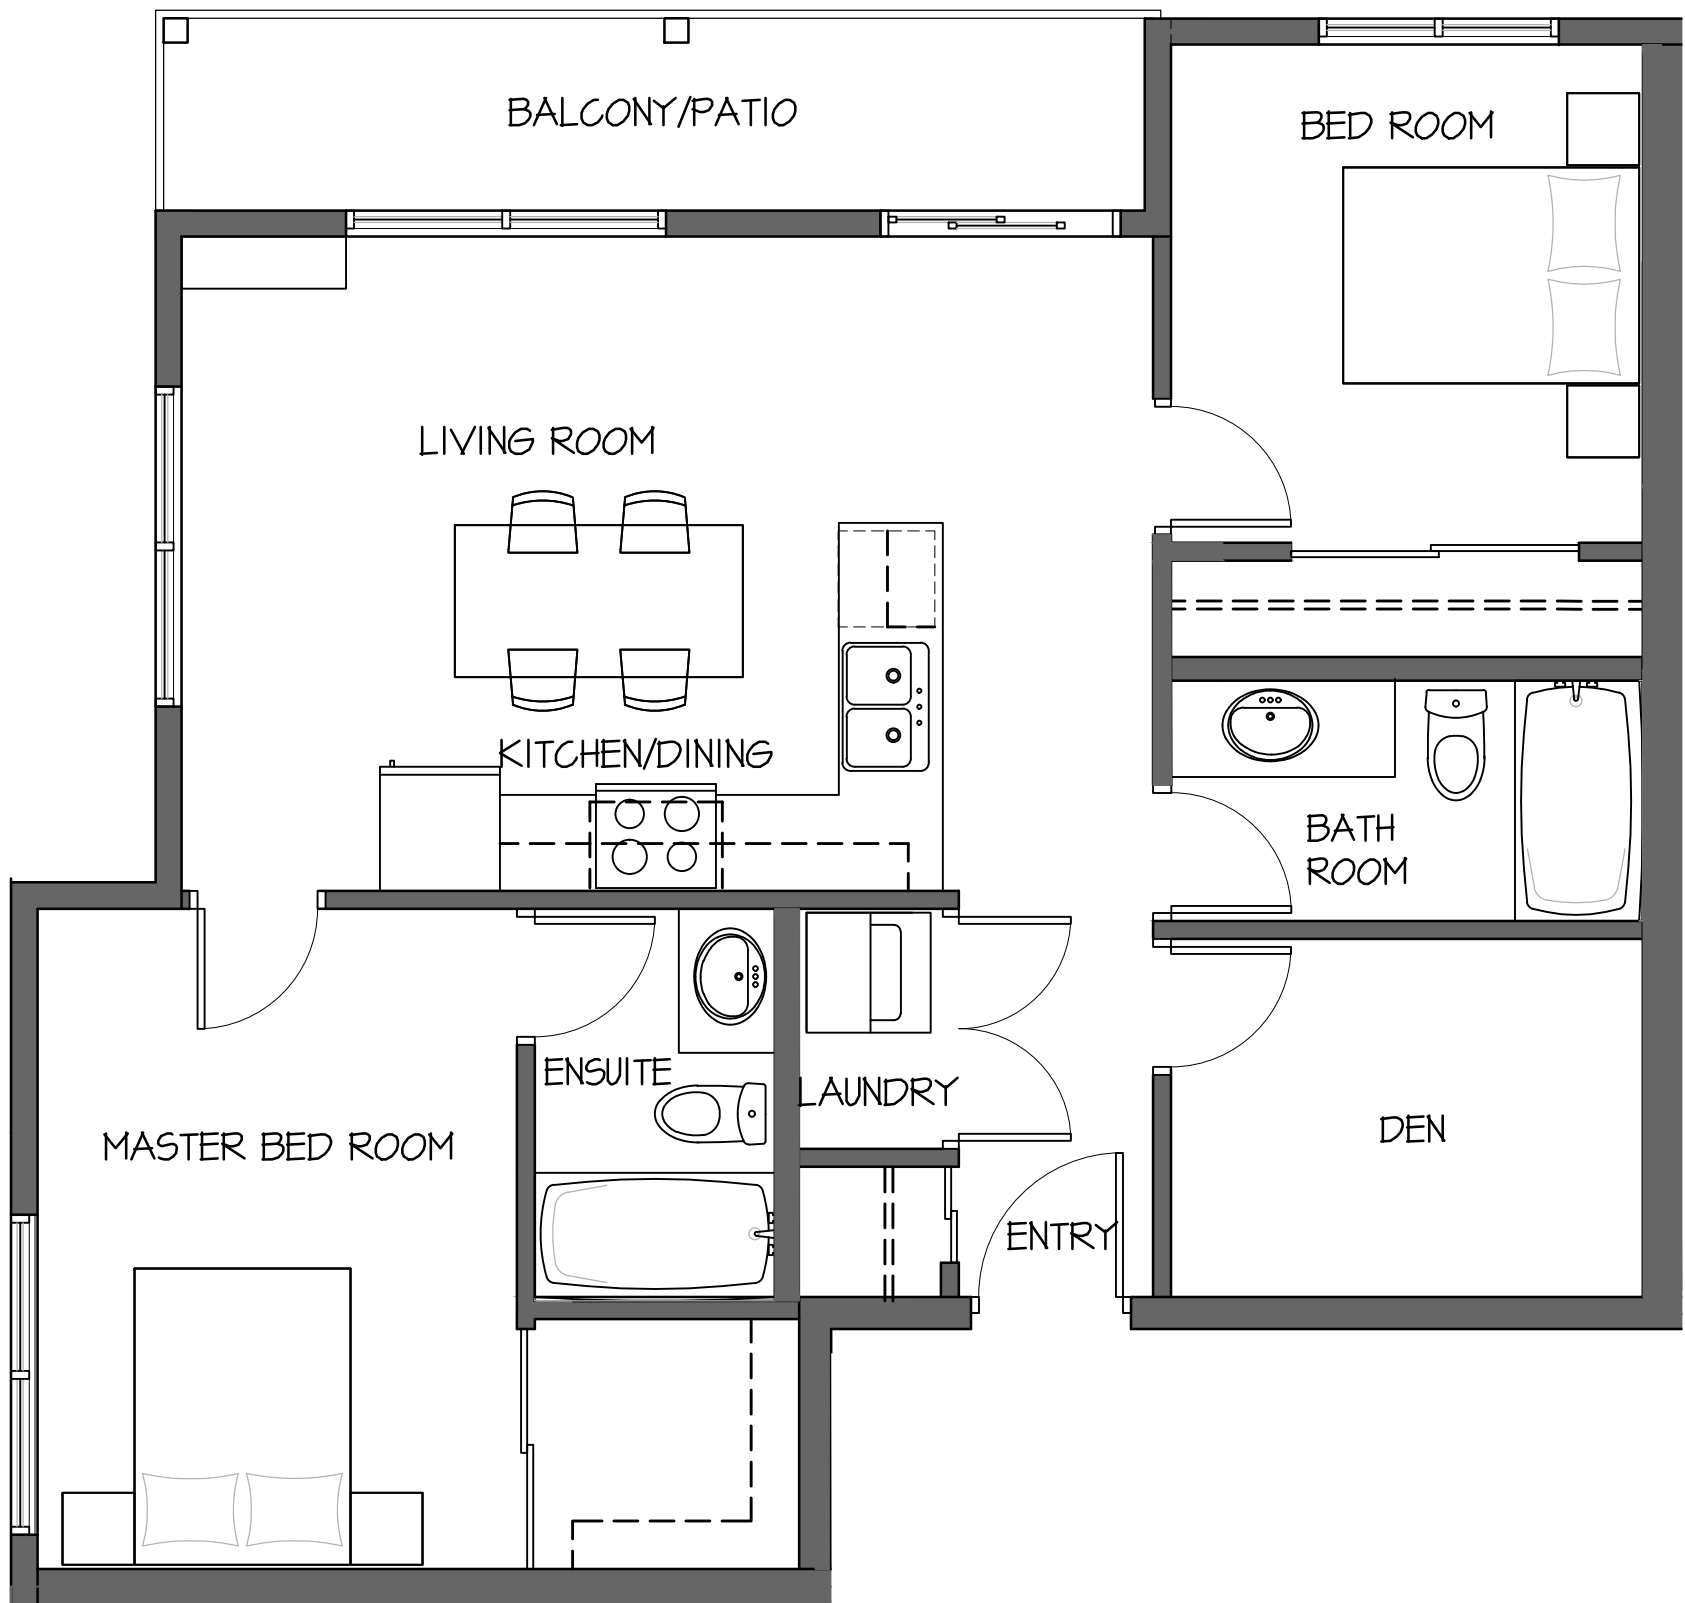 BALCONY/PATIO
BED ROOM
LIVING ROOM
KITCHEN/DINING
BATH
ROOM
ENSUITE
LAUNDRY
DEN
MASTER BED ROOM
ENTRY